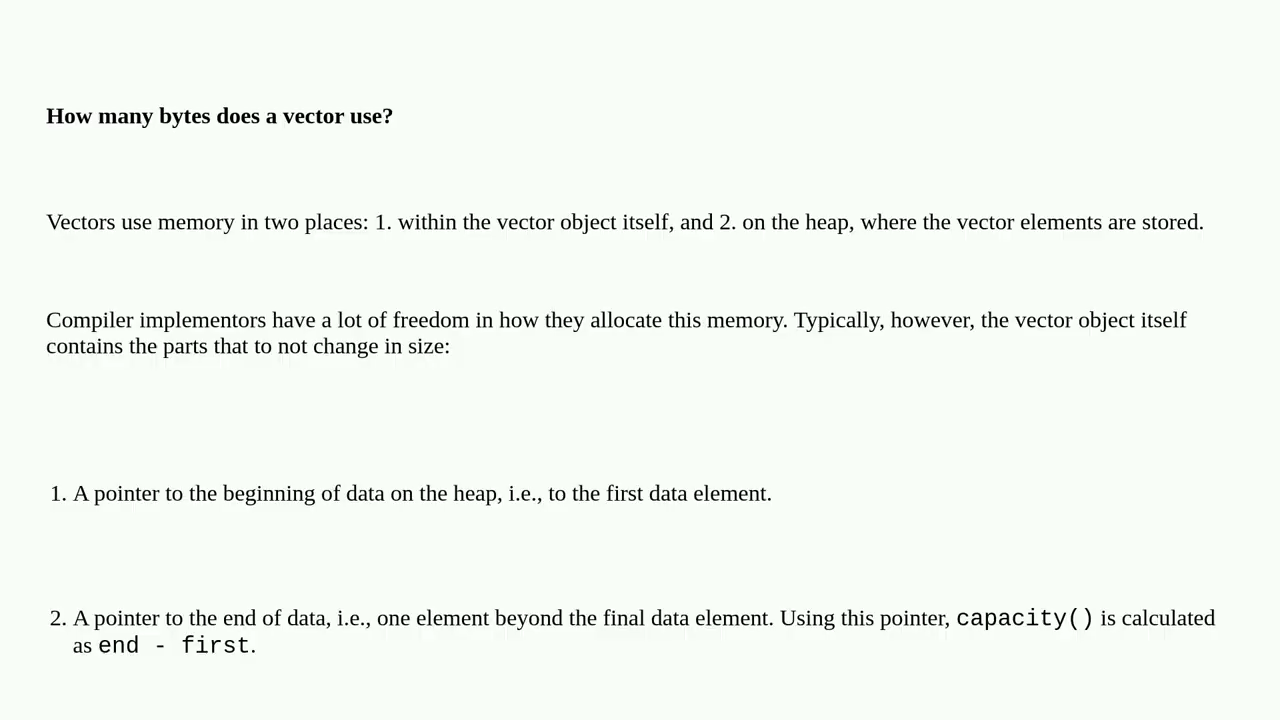 How many bytes does a vector use?
Vectors use memory in two places: 1. within the vector object itself, and 2. on the heap, where the vector elements are stored.
Compiler implementors have a lot of freedom in how they allocate this memory. Typically, however, the vector object itself
contains the parts that to not change in size:
1. A pointer to the beginning of data on the heap, i.e., to the first data element.
2. A pointer to the end of data, i.e., one element beyond the final data element. Using this pointer, capacity() is calculated
as end - first.